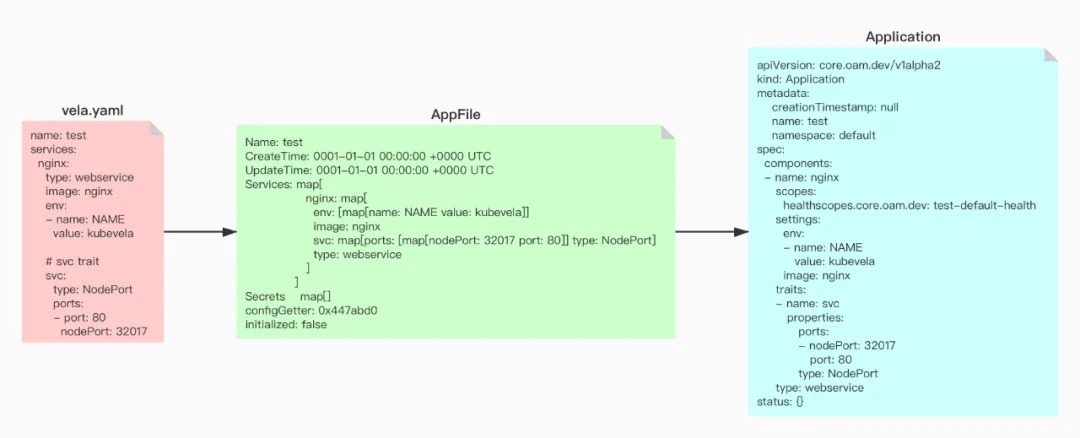 vela.yaml
name: test
services:
  nginx:
    type: webservice
    image: nginx
    env:
    - name: NAME
      value: kubevela

    # svc trait
    svc:
      type: NodePort
      ports:
      - port: 80
        nodePort: 32017
AppFile
Name: test
CreateTime: 0001-01-01 00:00:00 +0000 UTC
UpdateTime: 0001-01-01 00:00:00 +0000 UTC
Services: map[
                nginx: map[
                  env: [map[name: NAME value: kubevela]]
                  image: nginx
                  svc: map[ports: [map[nodePort: 32017 port: 80]] type: NodePort]
                  type: webservice
                ]
             ]
Secrets    map[]
configGetter: 0x447abd0
initialized: false
Application
apiVersion: core.oam.dev/v1alpha2
kind: Application
metadata:
    creationTimestamp: null
    name: test
    namespace: default
spec:
  components:
  - name: nginx
     scopes:
       healthscopes.core.oam.dev: test-default-health
     settings:
       env:
       - name: NAME
          value: kubevela
       image: nginx
     traits:
     - name: svc
        properties:
           ports:
           - nodePort: 32017
              port: 80
           type: NodePort
     type: webservice
status: {}